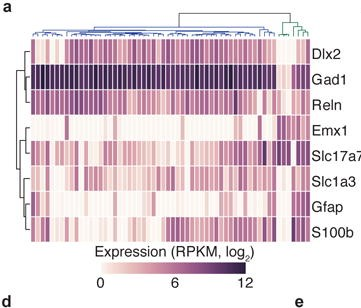 a
Dlx2
Gad1
Reln
Emx1
Slc17a7
Slc1a3
Gfap
S100b
Expression (RPKM, log2)
0 6 12
d e